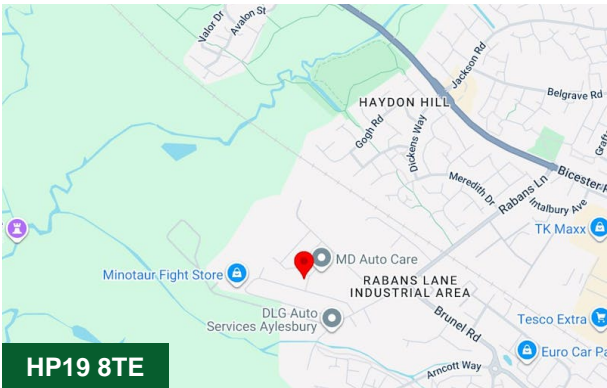 Valor Dr
Avalon St
Jackson Rd
Belgrave Rd
HAYDON HILL
Gogh Rd
Dickens Way
Meredith Dr
Rabans Ln
Bicester
Intalbury Ave
TK Maxx
MD Auto Care
Minotaur Fight Store
RABANS LANE
INDUSTRIAL AREA
DLG Auto
Services Aylesbury
Brunel Rd
Tesco Extra
Euro Car Pa
Arncott Way
HP19 8TE